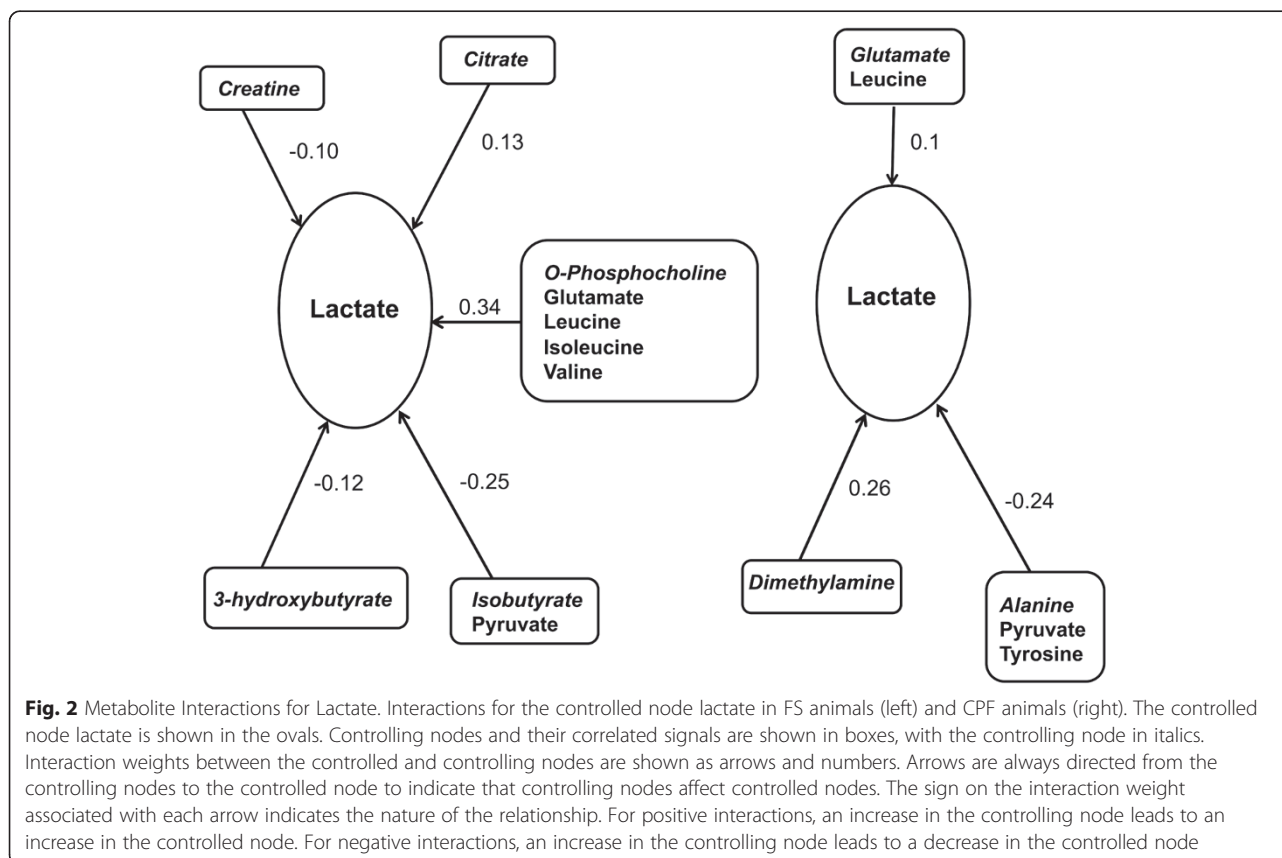 Creatine
Citrate
-0.10
0.13
Lactate
O-Phosphocholine
Glutamate
Leucine
Isoleucine
Valine
0.34
-0.12
-0.25
3-hydroxybutyrate
Isobutyrate
Pyruvate
Glutamate
Leucine
0.1
Lactate
0.26
-0.24
Dimethylamine
Alanine
Pyruvate
Tyrosine
Fig. 2 Metabolite Interactions for Lactate. Interactions for the controlled node lactate in FS animals (left) and CPF animals (right). The controlled
node lactate is shown in the ovals. Controlling nodes and their correlated signals are shown in boxes, with the controlling node in italics.
Interaction weights between the controlled and controlling nodes are shown as arrows and numbers. Arrows are always directed from the
controlling nodes to the controlled node to indicate that controlling nodes affect controlled nodes. The sign on the interaction weight
associated with each arrow indicates the nature of the relationship. For positive interactions, an increase in the controlling node leads to an
increase in the controlled node. For negative interactions, an increase in the controlling node leads to a decrease in the controlled node